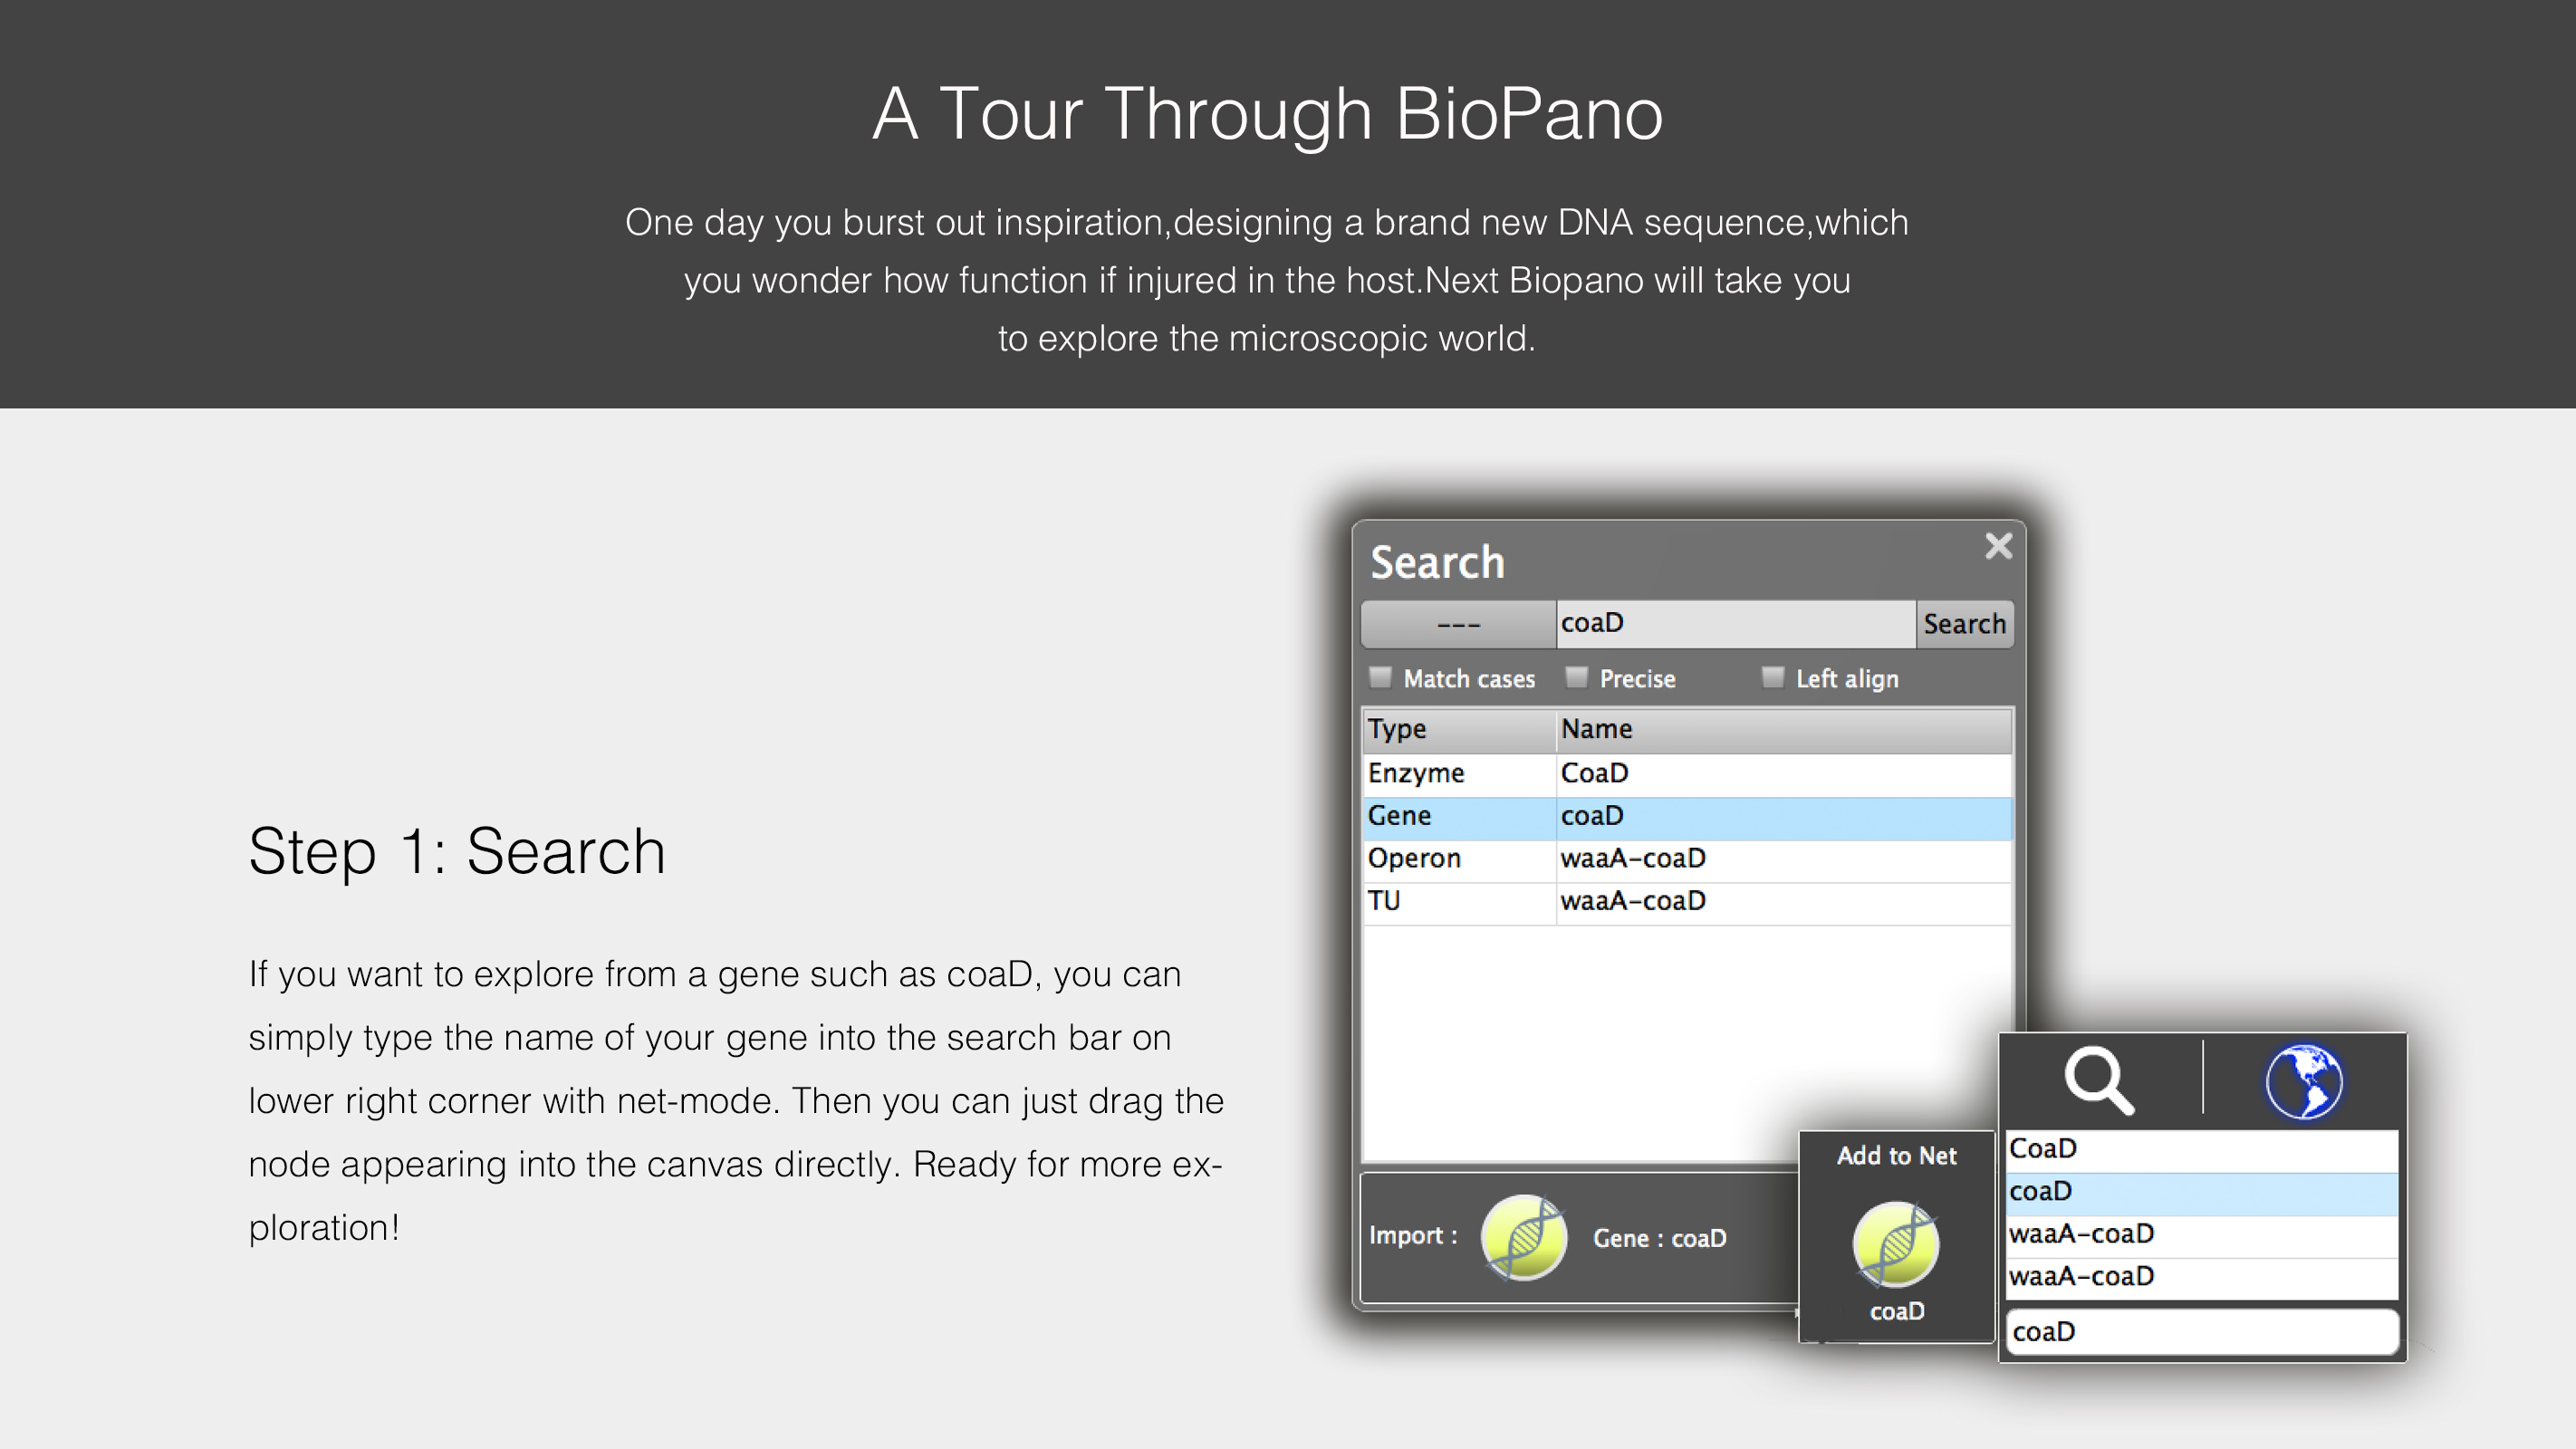 A Tour Through BioPano
One day you burst out inspiration,designing a brand new DNA sequence,which
you wonder how function if injured in the host.Next Biopano will take you
to explore the microscopic world.
Step 1: Search
If you want to explore from a gene such as coaD, you can
simply type the name of your gene into the search bar on
lower right corner with net-mode. Then you can just drag the
node appearing into the canvas directly. Ready for more ex-
ploration!
Search
--- coaD Search
Match cases Precise Left align
Type Name
Enzyme CoaD
Gene coaD
Operon waaA-coaD
TU waaA-coaD
Import : Gene : coaD
Add to Net
coaD
CoaD
coaD
waaA-coaD
waaA-coaD
coaD